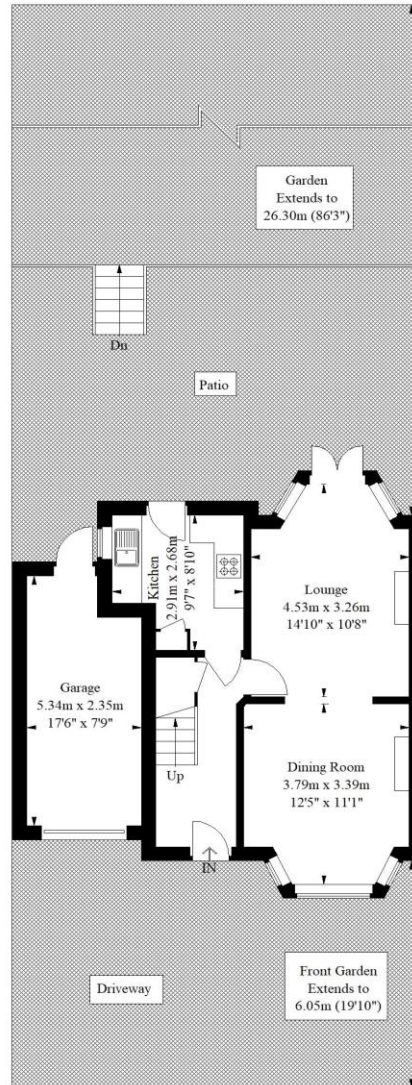 Garden
Extends to
26.30m (86'3")
Dn
Patio
Kitchen
2.91m x 2.68m
9'7" x 8'10"
Lounge
4.53m x 3.26m
14'10" x 10'8"
Garage
5.34m x 2.35m
17'6" x 7'9"
Up
Dining Room
3.79m x 3.39m
12'5" x 11'1"
IN
Driveway
Front Garden
Extends to
6.05m (19'10")